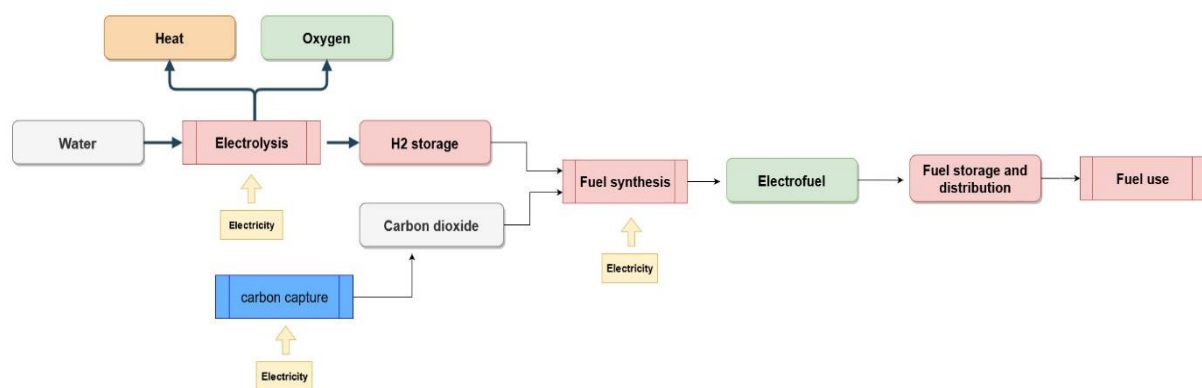 Heat
Oxygen
Water
Electrolysis
H2 storage
Fuel synthesis
Electrofuel
Fuel storage and
distribution
Fuel use
Electricity
Carbon dioxide
Electricity
carbon capture
Electricity